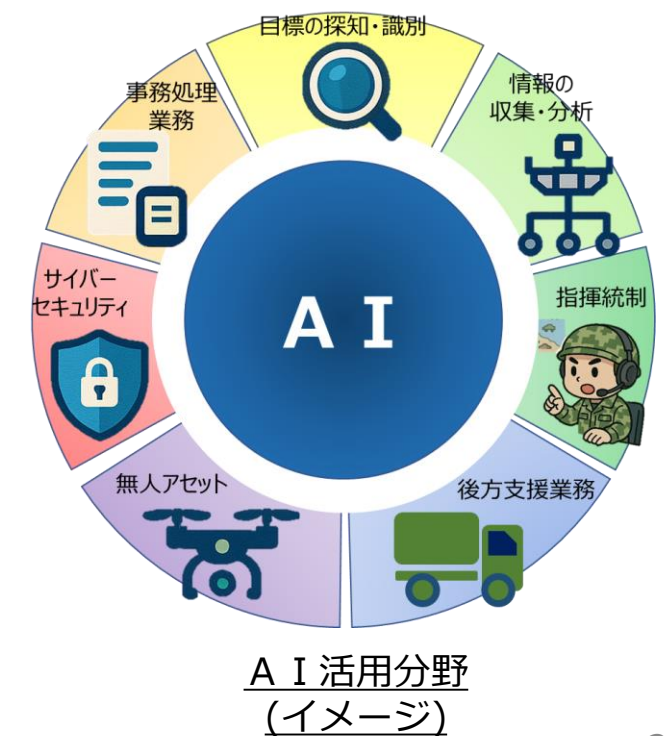 目標の探知・識別
情報の
収集・分析
指揮統制
後方支援業務
無人アセット
サイバー
セキュリティ
事務処理
業務
ＡＩ
ＡＩ活用分野
(イメージ)